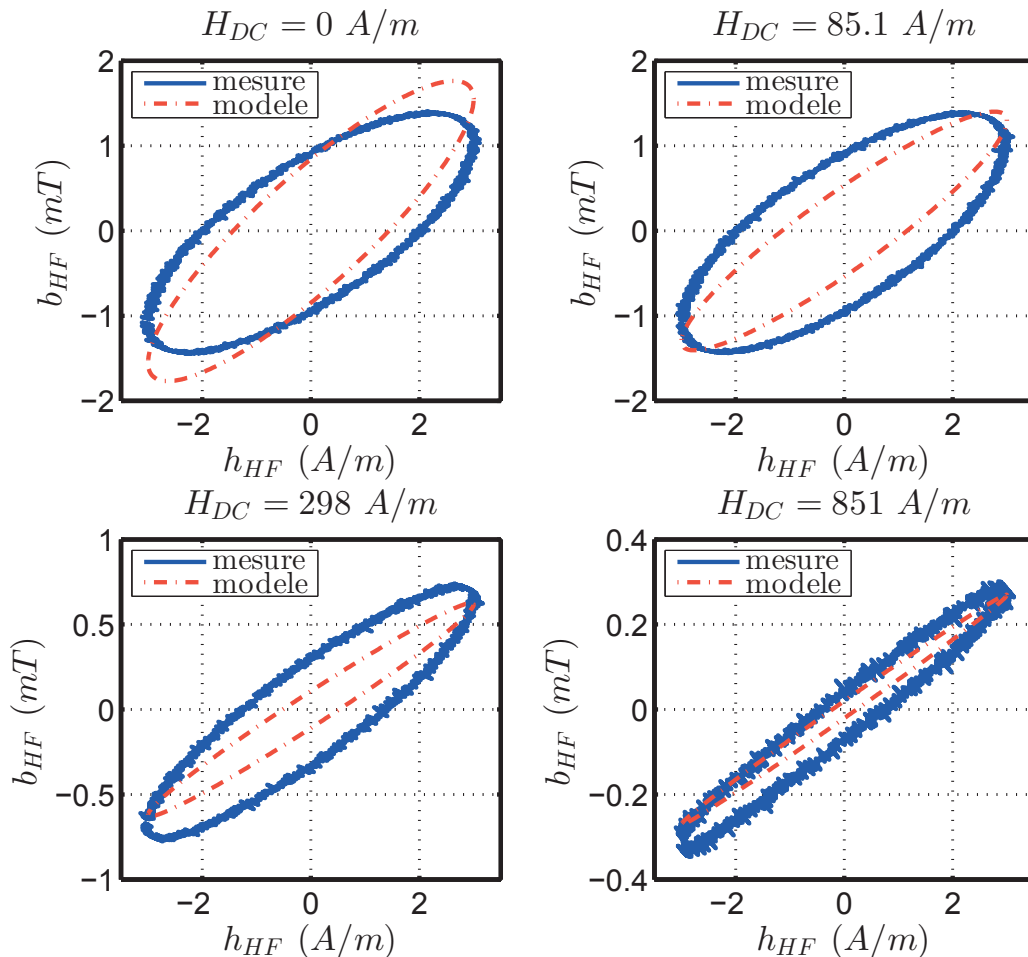 H_DC = 0 A/m
H_DC = 85.1 A/m
2
1
0
−1
−2
b_HF (mT)
mesure
modele
−2 0 2
h_HF (A/m)
2
1
0
−1
−2
b_HF (mT)
mesure
modele
−2 0 2
h_HF (A/m)
H_DC = 298 A/m
H_DC = 851 A/m
1
0.5
0
−0.5
−1
b_HF (mT)
mesure
modele
−2 0 2
h_HF (A/m)
0.4
0.2
0
−0.2
−0.4
b_HF (mT)
mesure
modele
−2 0 2
h_HF (A/m)